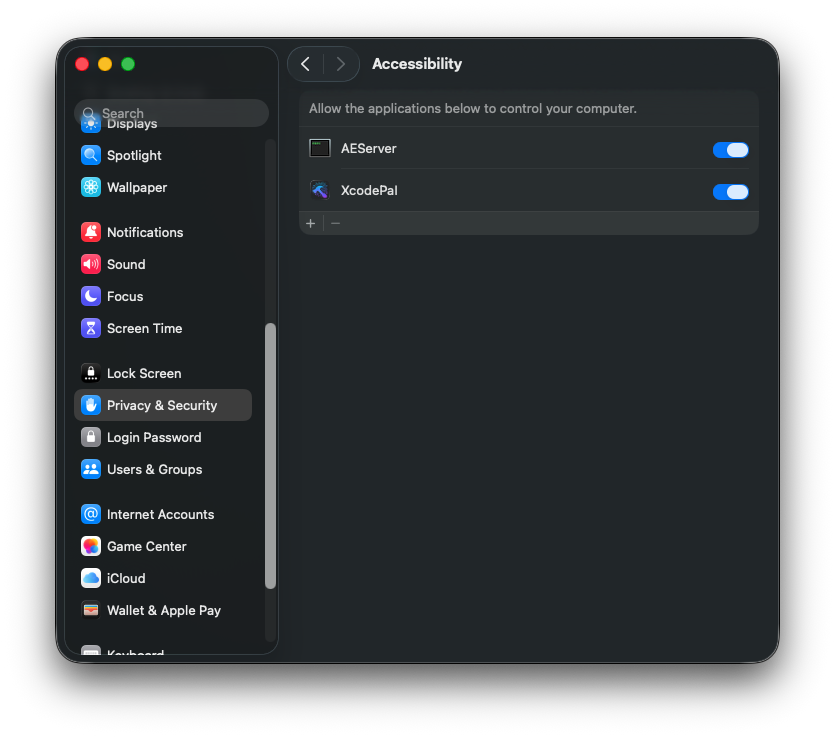 Search
Displays
Spotlight
Wallpaper
Notifications
Sound
Focus
Screen Time
Lock Screen
Privacy & Security
Login Password
Users & Groups
Internet Accounts
Game Center
iCloud
Wallet & Apple Pay
Keyboard
Accessibility
Allow the applications below to control your computer.
AEServer
XcodePal